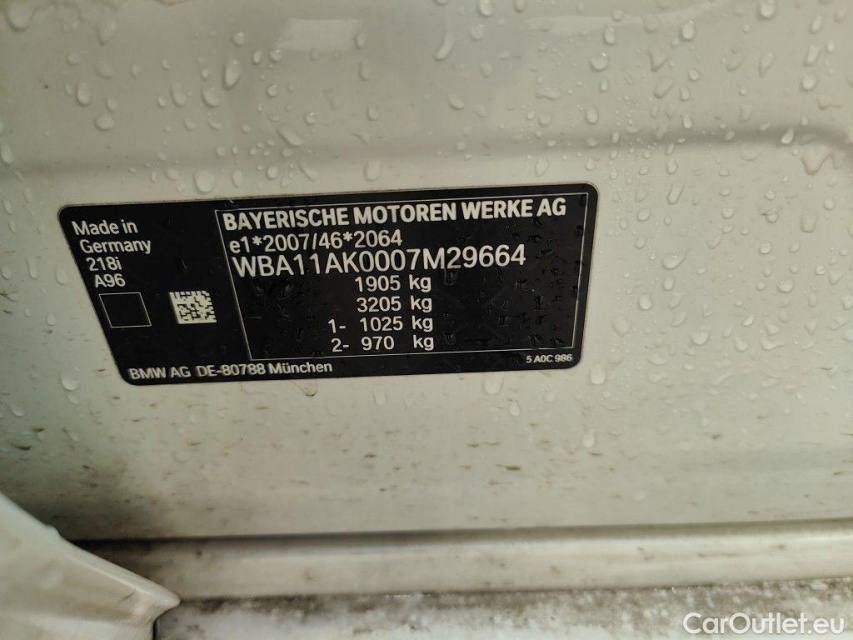 Made in
Germany
218i
A96
BAYERISCHE MOTOREN WERKE AG
e1*2007/46*2064
WBA11AK0007M29664
1905 kg
3205 kg
1- 1025 kg
2- 970 kg
BMW AG DE-80788 München
5 A0C 986
CarOutlet.eu